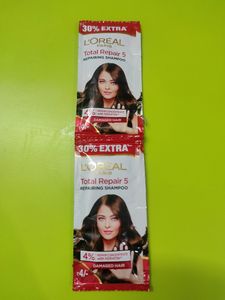 30% EXTRA*
L'ORÉAL
PARIS
Total Repair 5
REPAIRING SHAMPOO
DAMAGED HAIR
30% EXTRA*
L'ORÉAL
PARIS
Total Repair 5
REPAIRING SHAMPOO
4%
DAMAGED HAIR